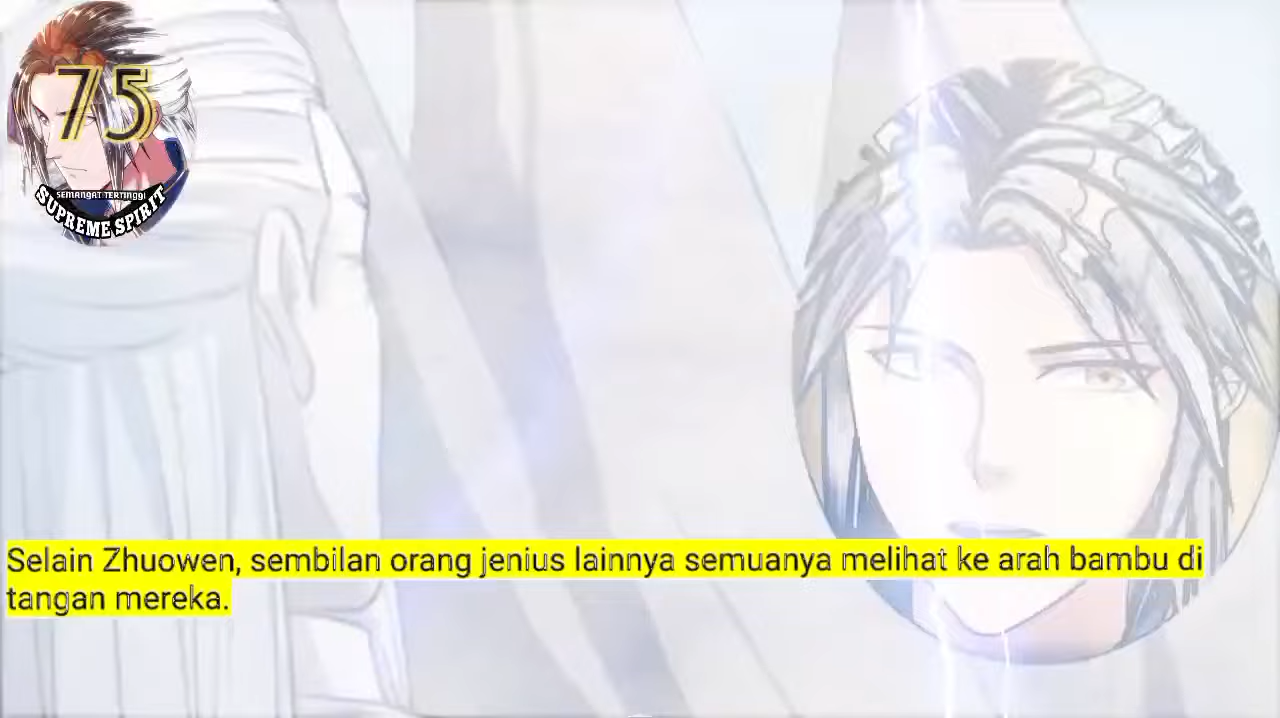 75
SEMANGAT TERTINGGI
SUPREME SPIRIT
Selain Zhuowen, sembilan orang jenius lainnya semuanya melihat ke arah bambu di
tangan mereka.